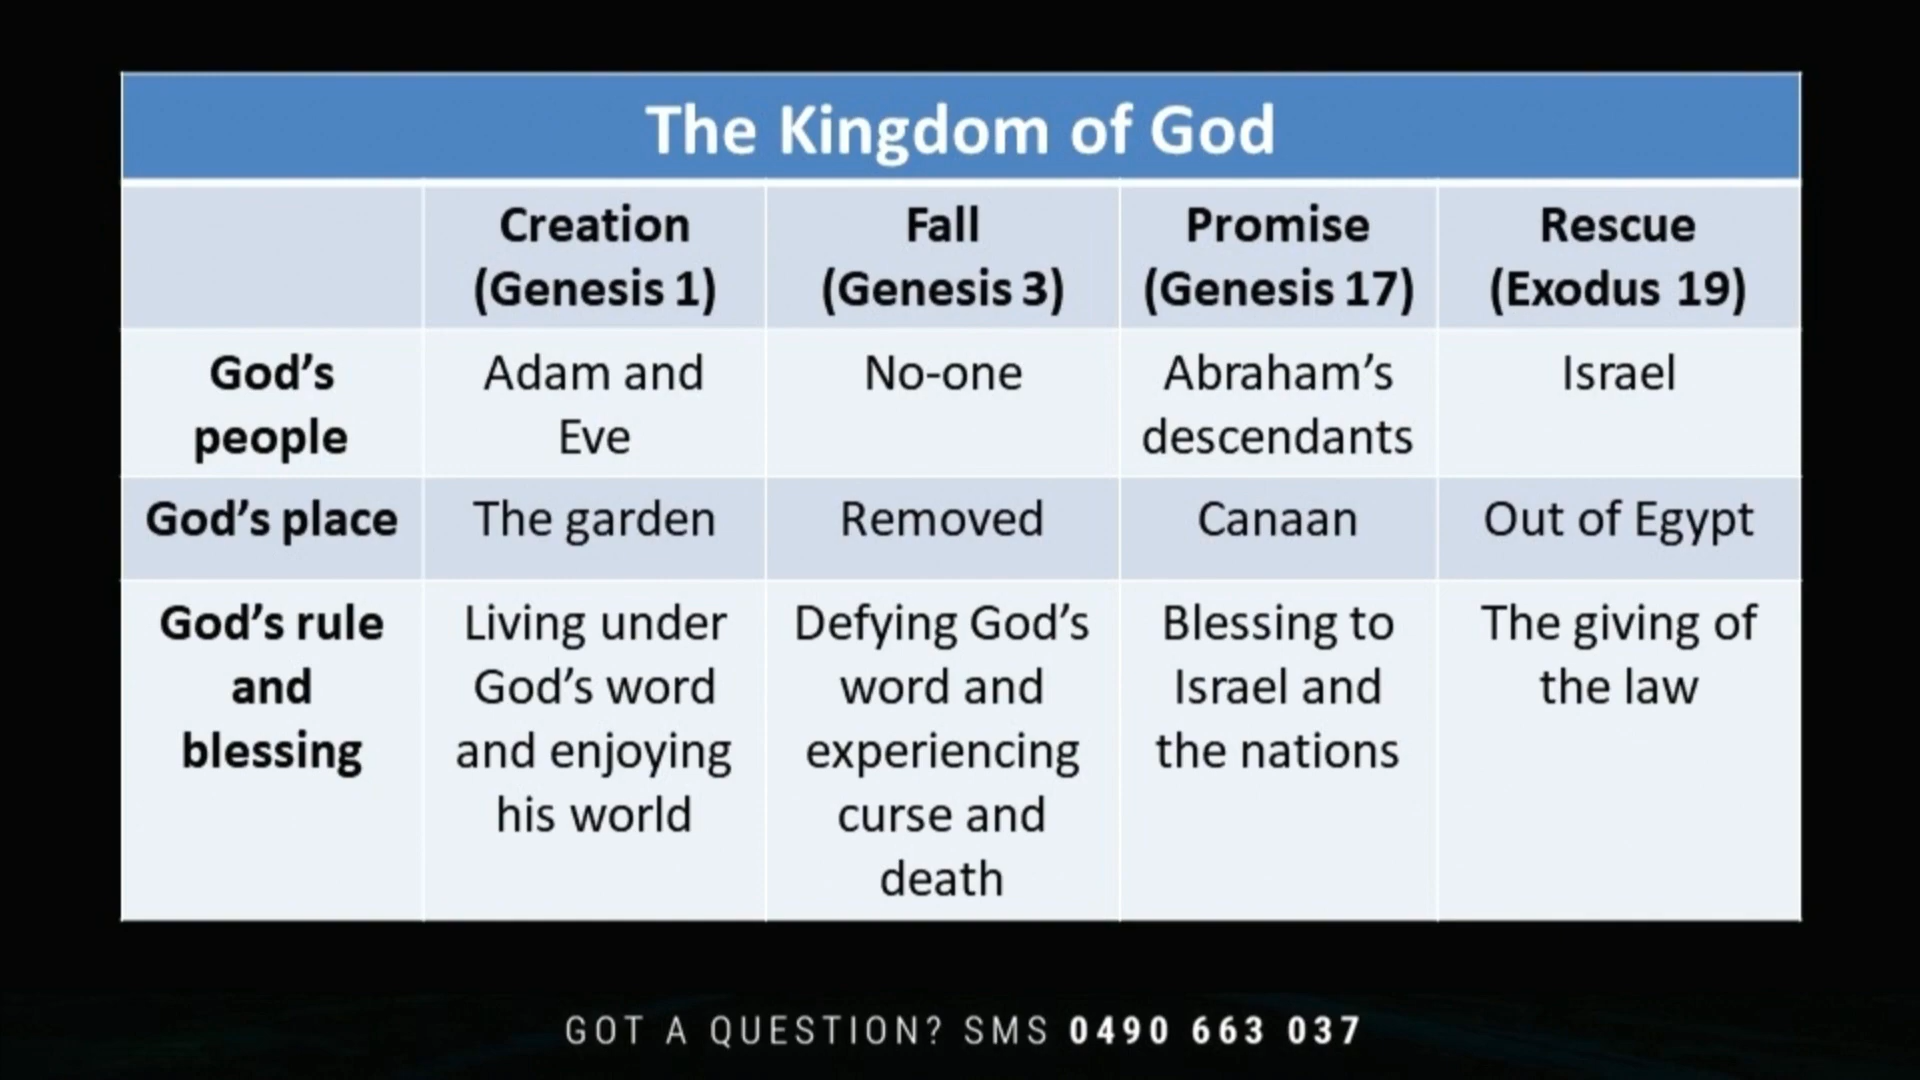 The Kingdom of God
Creation
(Genesis 1)
Fall
(Genesis 3)
Promise
(Genesis 17)
Rescue
(Exodus 19)
God’s
people
Adam and
Eve
No-one
Abraham’s
descendants
Israel
God’s place
The garden
Removed
Canaan
Out of Egypt
God’s rule
and
blessing
Living under
God’s word
and enjoying
his world
Defying God’s
word and
experiencing
curse and
death
Blessing to
Israel and
the nations
The giving of
the law
GOT A QUESTION? SMS 0490 663 037